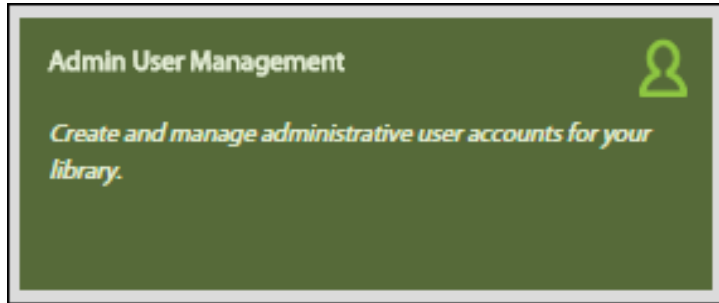 Admin User Management
Create and manage administrative user accounts for your
library.